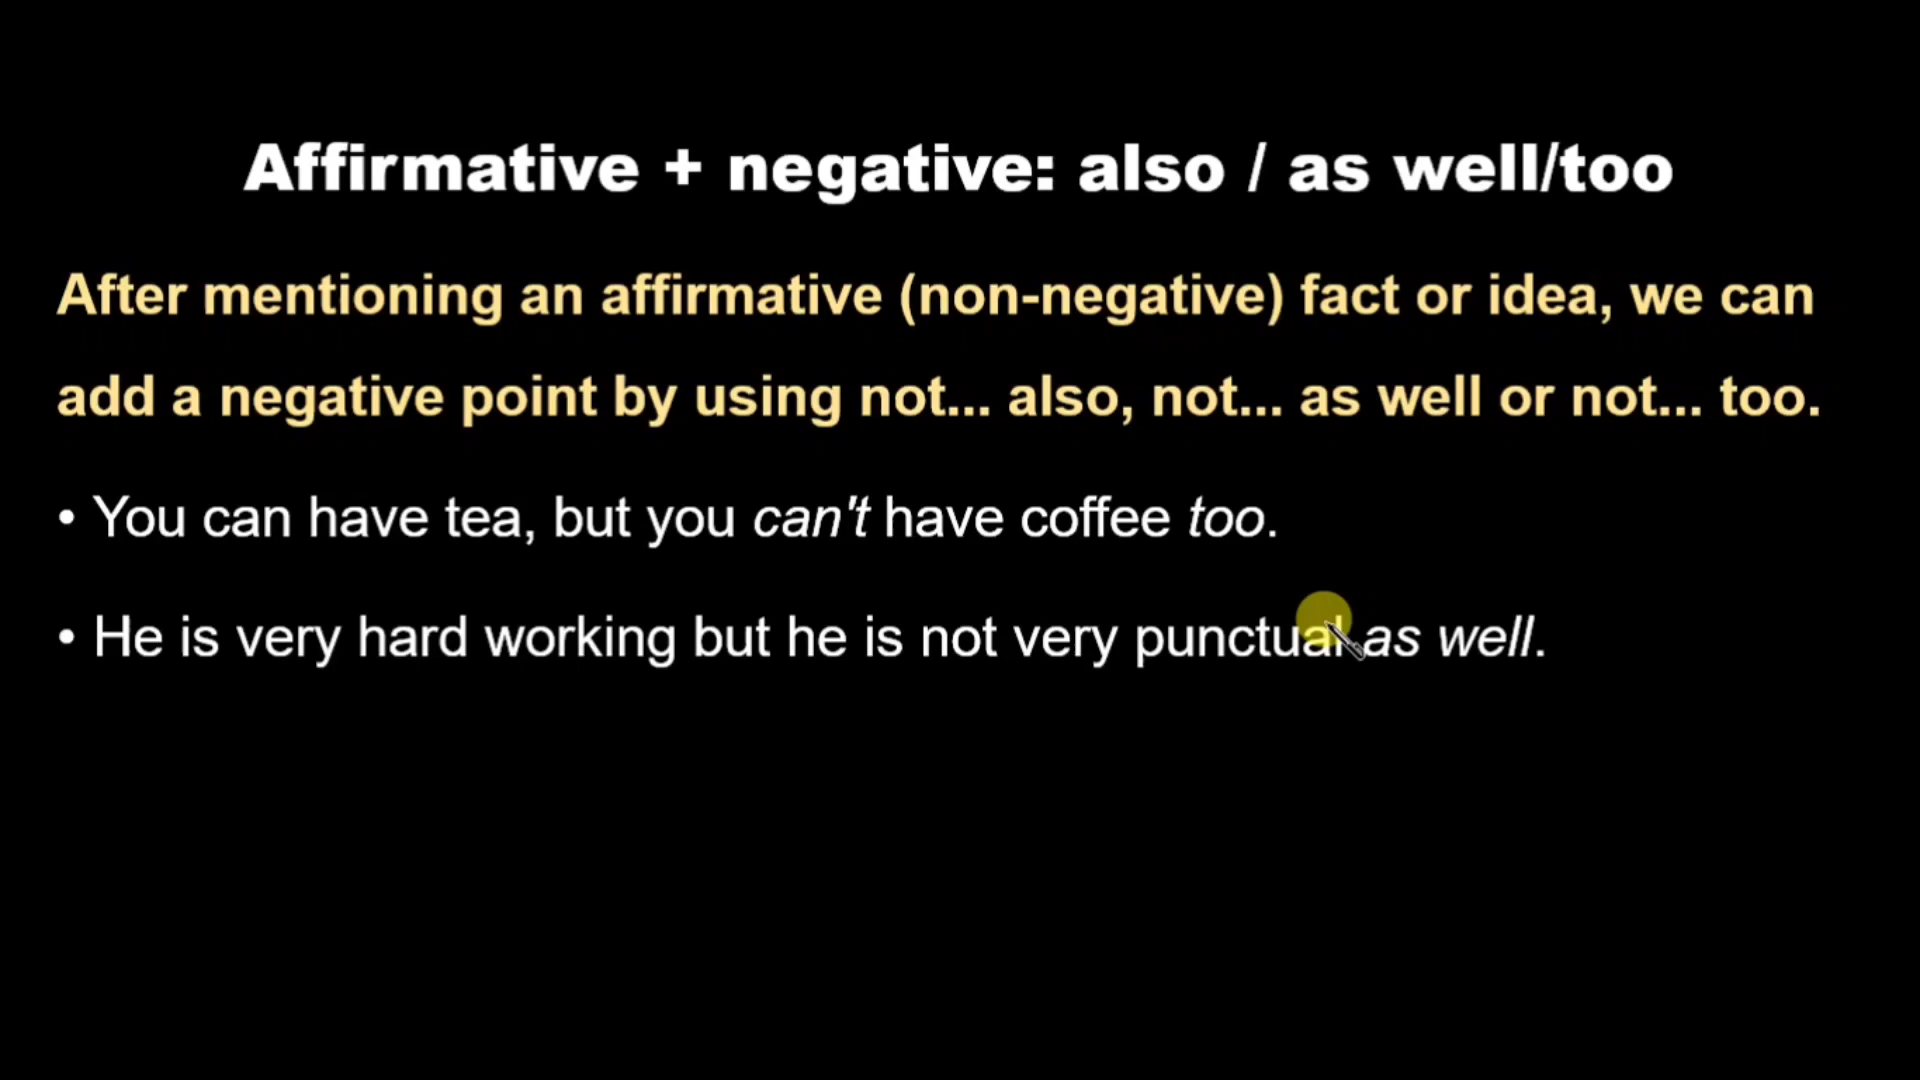 Affirmative + negative: also / as well/too
After mentioning an affirmative (non-negative) fact or idea, we can
add a negative point by using not... also, not... as well or not... too.
• You can have tea, but you can't have coffee too.
• He is very hard working but he is not very punctual as well.